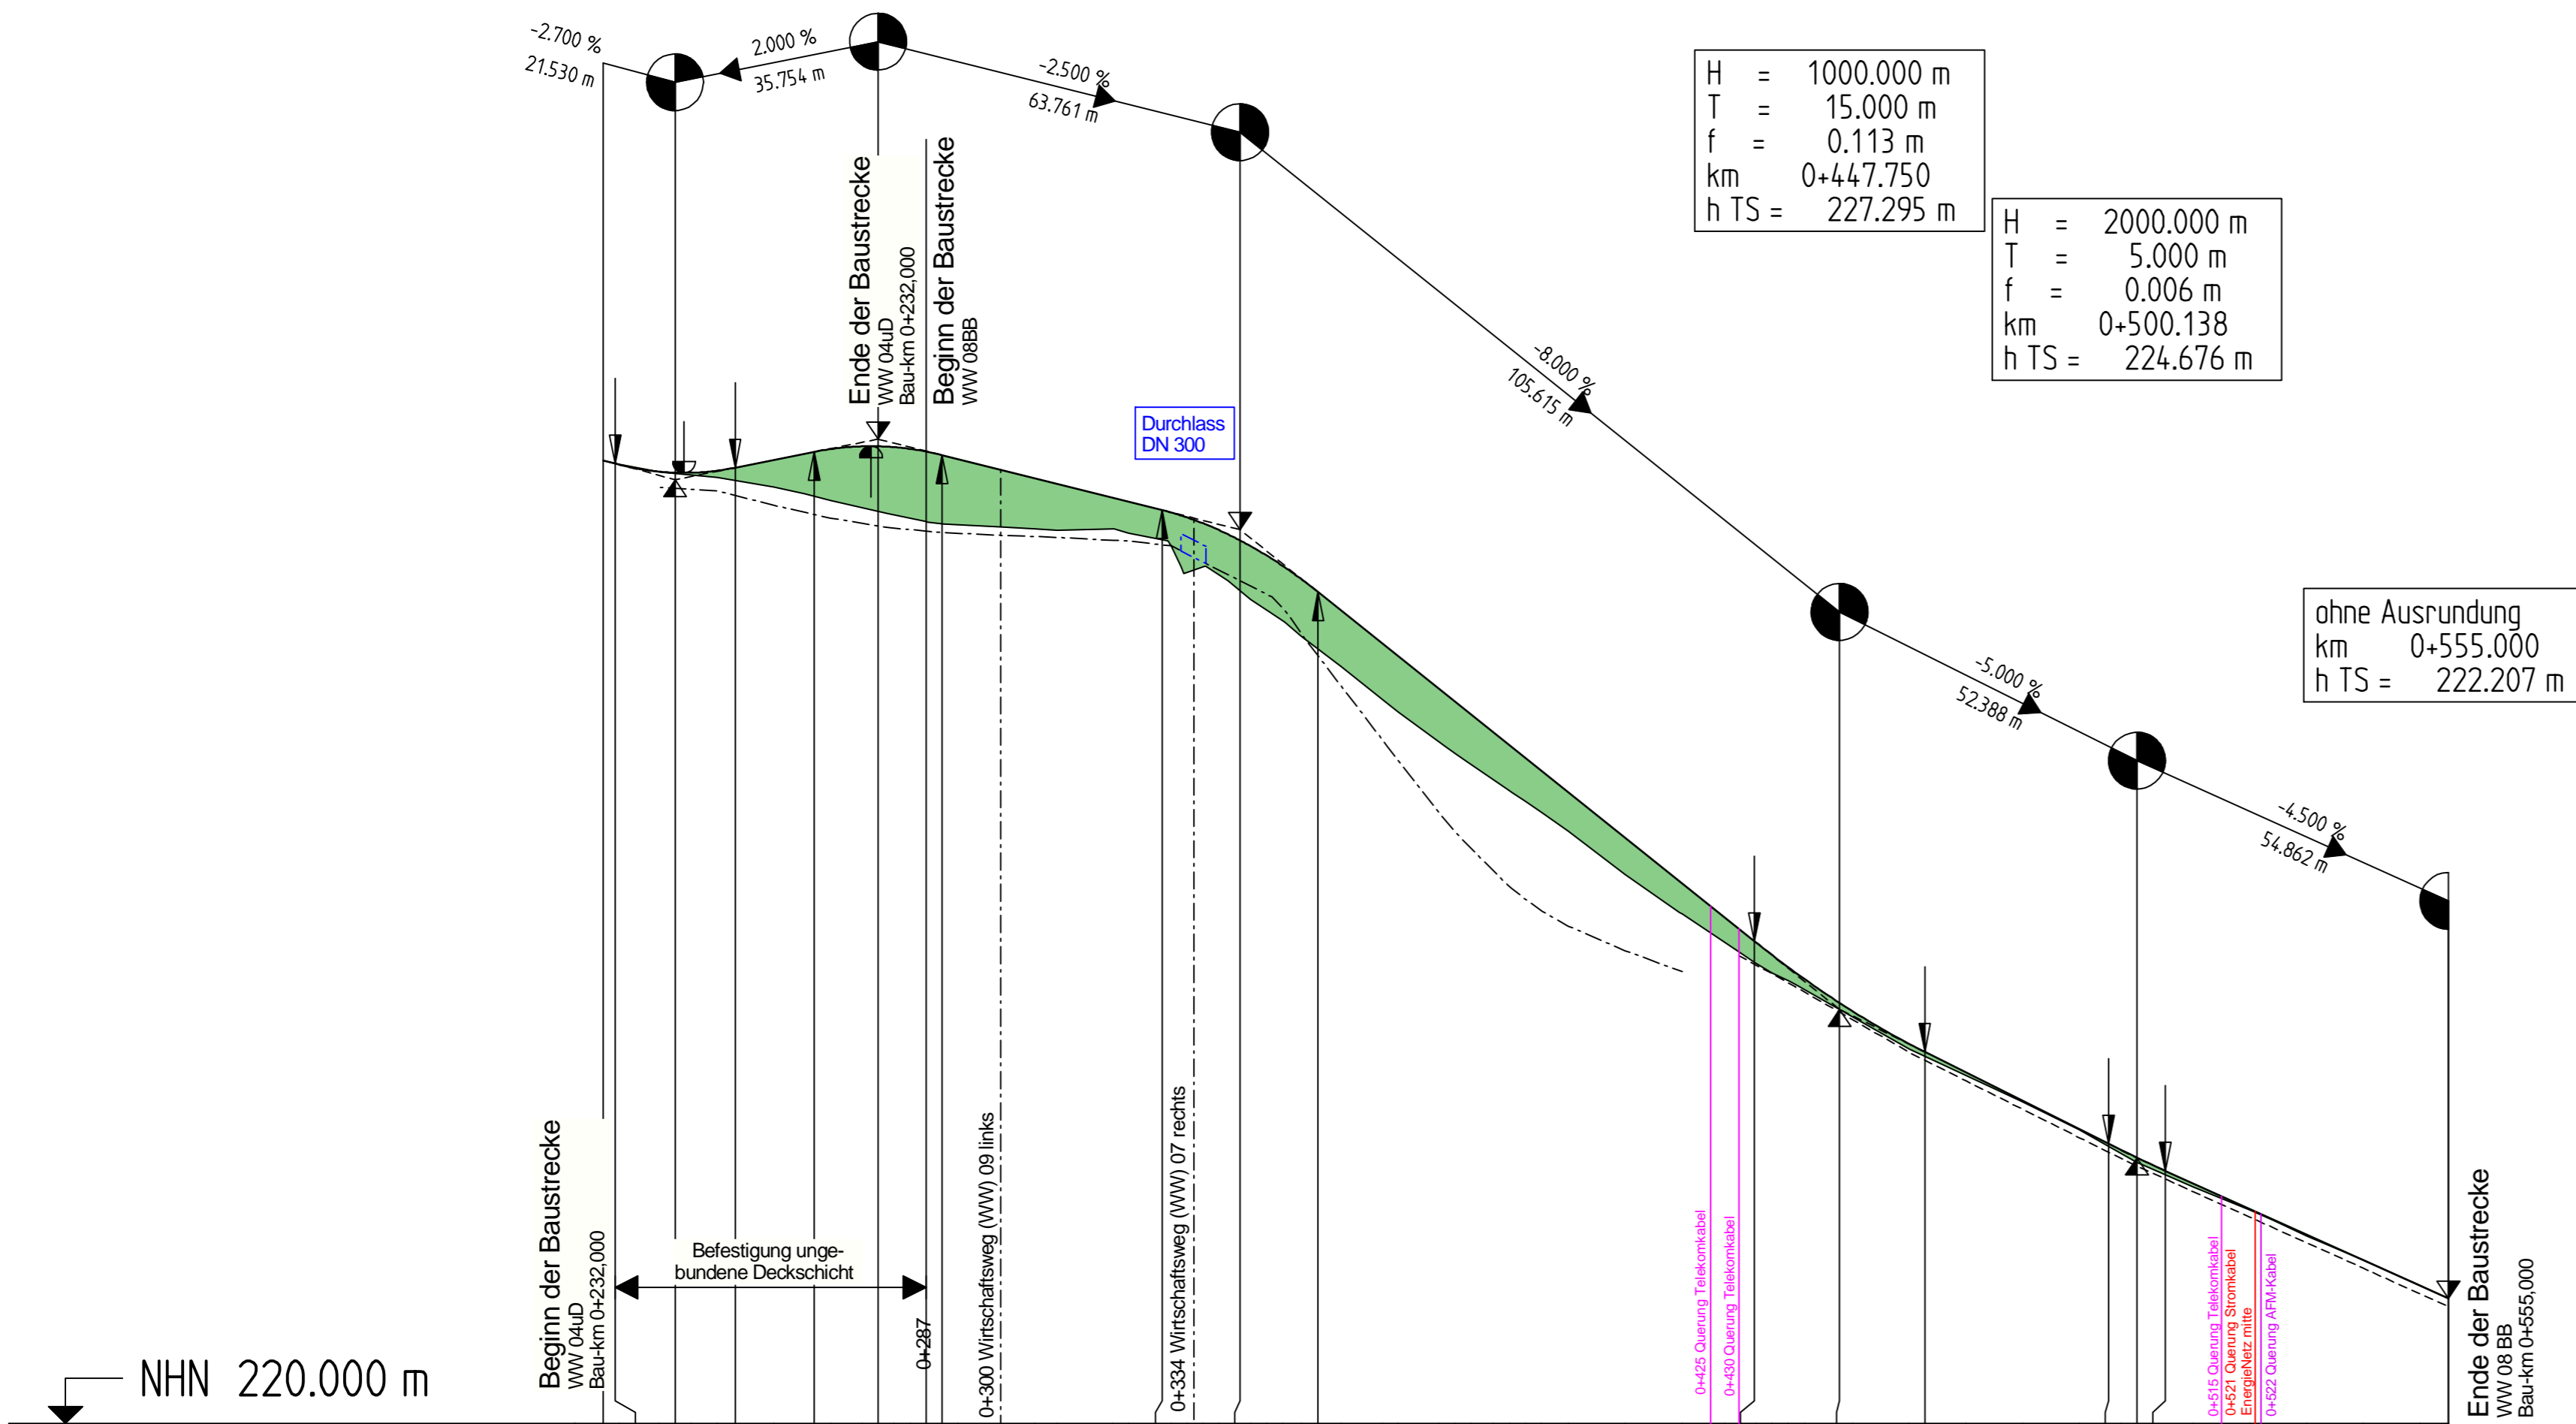 -2.700 %
21.530 m
2.000 %
35.754 m
-2.500 %
63.761 m
H = 1000.000 m
T = 15.000 m
f = 0.113 m
km 0+447.750
h TS = 227.295 m
H = 2000.000 m
T = 5.000 m
f = 0.006 m
km 0+500.138
h TS = 224.676 m
Ende der Baustrecke
WW 04uD
Bau-km 0+232,000
Beginn der Baustrecke
WW 08BB
Durchlass
DN 300
-8.000 %
105.615 m
ohne Ausrundung
km 0+555.000
h TS = 222.207 m
-5.000 %
52.388 m
-4.500 %
54.862 m
Beginn der Baustrecke
WW 04uD
Bau-km 0+232,000
Befestigung unge-
bundene Deckschicht
0+287
0+300 Wirtschaftsweg (WW) 09 links
0+334 Wirtschaftsweg (WW) 07 rechts
0+425 Querung Telekomkabel
0+430 Querung Telekomkabel
0+515 Querung Telekomkabel
0+521 Querung Stromkabel
EnergieNetz mitte
0+522 Querung AFM-Kabel
Ende der Baustrecke
WW 08 BB
Bau-km 0+555,000
NHN 220.000 m